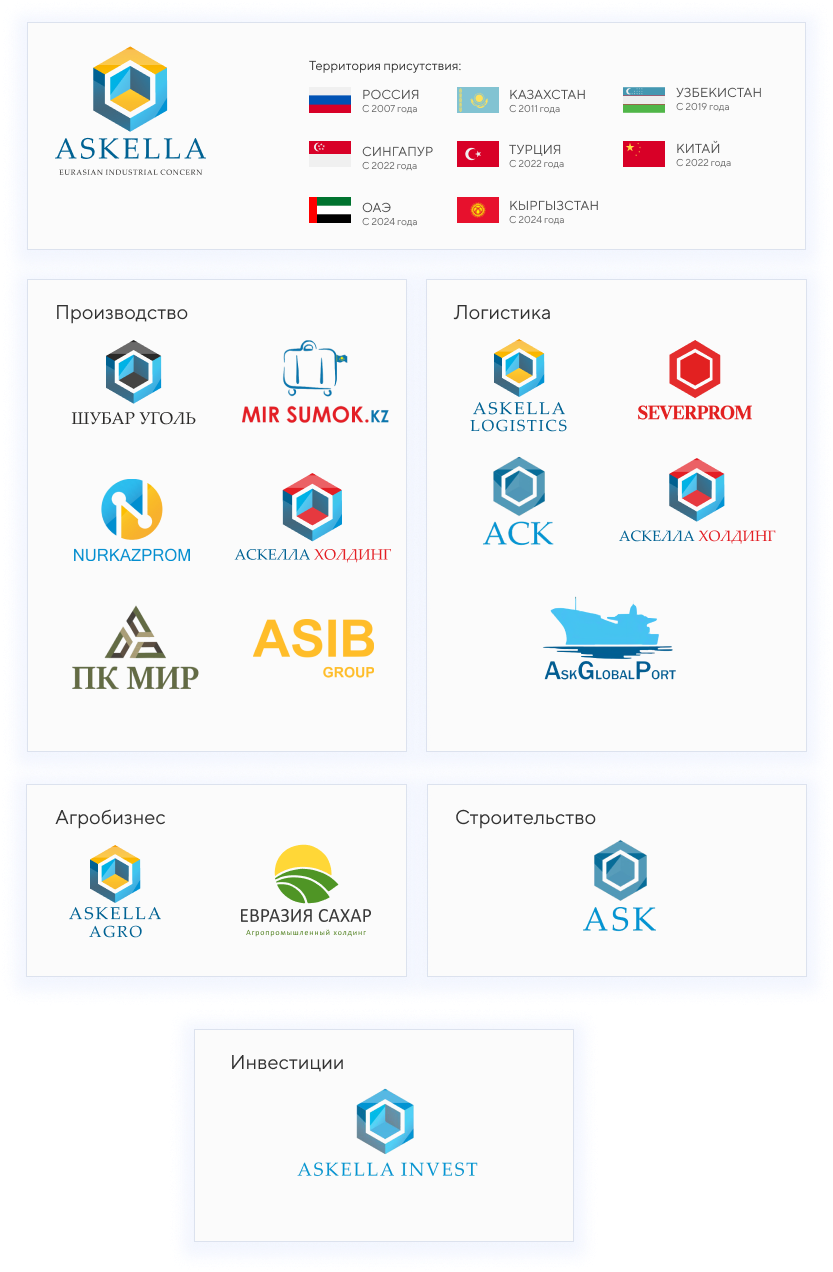 ASKELLA
EURASIAN INDUSTRIAL CONCERN
Территория присутствия:
РОССИЯ
С 2007 года
КАЗАХСТАН
С 2011 года
УЗБЕКИСТАН
С 2019 года
СИНГАПУР
С 2022 года
ТУРЦИЯ
С 2022 года
КИТАЙ
С 2022 года
ОАЭ
С 2024 года
КЫРГЫЗСТАН
С 2024 года
Производство
ШУБАР УГОЛЬ
MIR SUMOK.KZ
NURKAZPROM
АСКЕЛЛА ХОЛДИНГ
ПК МИР
ASIB
GROUP
Логистика
ASKELLA
LOGISTICS
SEVERPROM
АСК
АСКЕЛЛА ХОЛДИНГ
ASKGLOBALPORT
Агробизнес
ASKELLA
AGRO
ЕВРАЗИЯ САХАР
Агропромышленный холдинг
Строительство
ASK
Инвестиции
ASKELLA INVEST